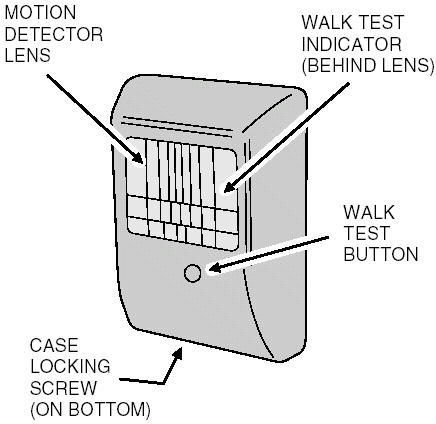 MOTION
DETECTOR
LENS
WALK TEST
INDICATOR
(BEHIND LENS)
WALK
TEST
BUTTON
CASE
LOCKING
SCREW
(ON BOTTOM)